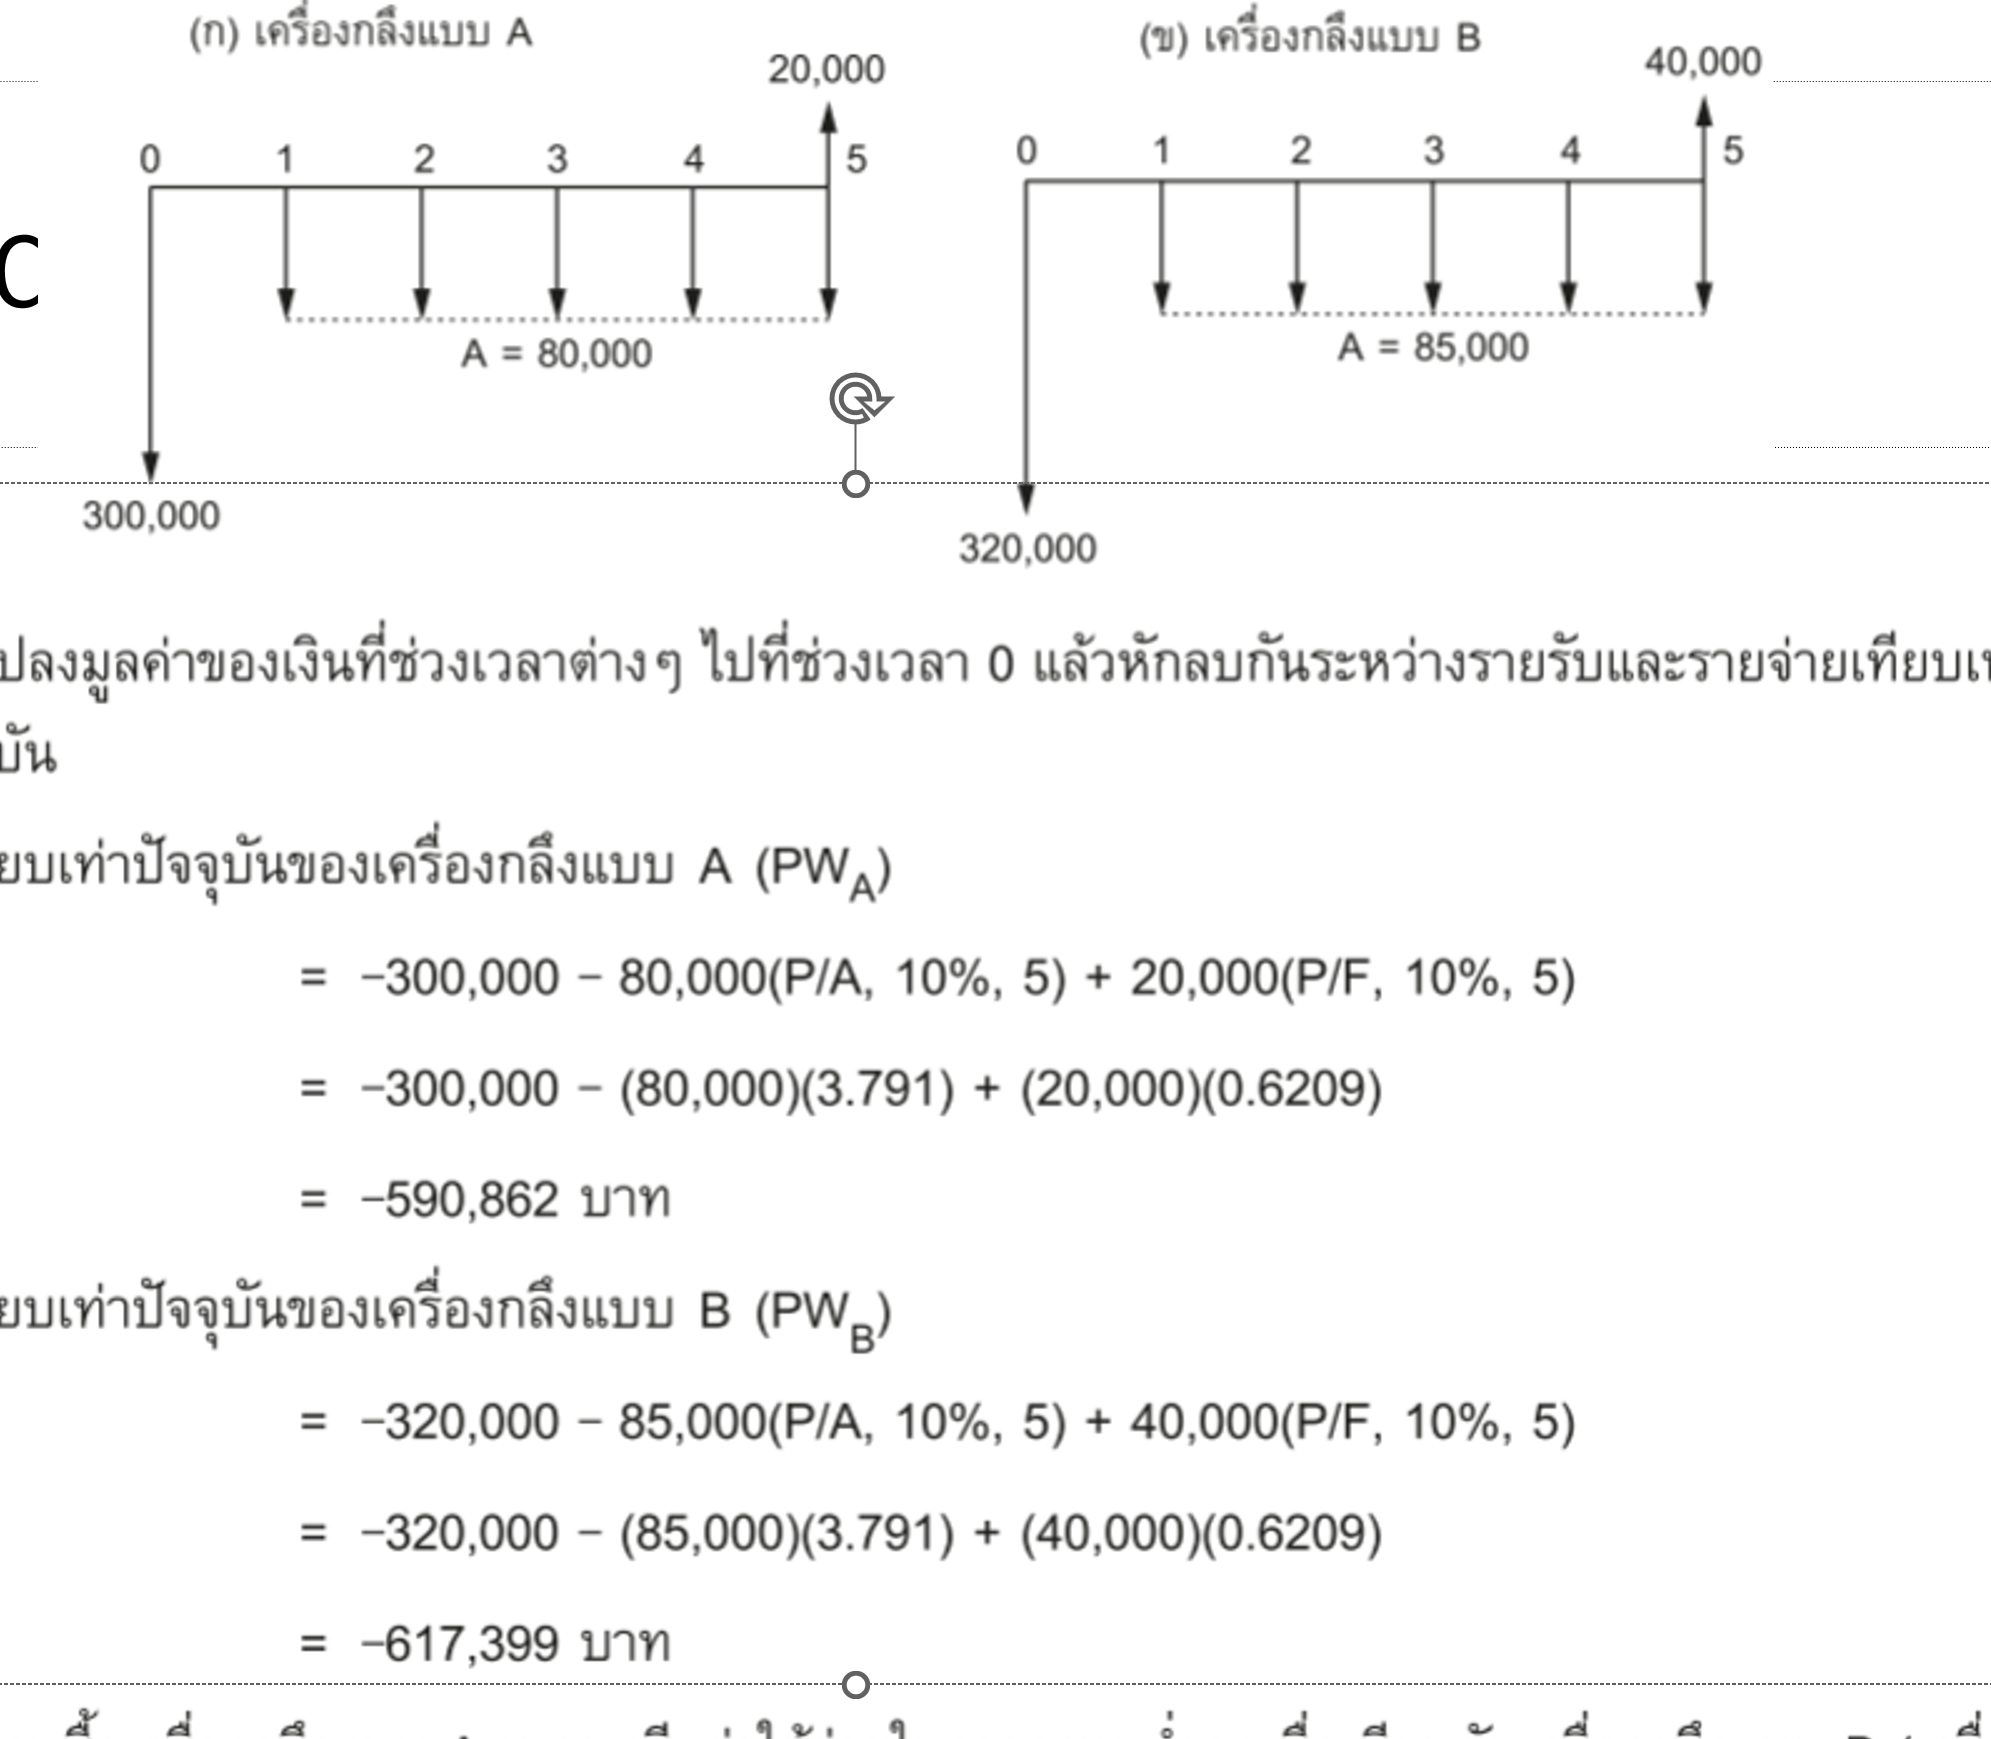 (ก) เครื่องกลึงแบบ A
(ข) เครื่องกลึงแบบ B
20,000
40,000
0 1 2 3 4 5
0 1 2 3 4 5
C
A = 80,000
A = 85,000
300,000
320,000
ปลงมูลค่าของเงินที่ช่วงเวลาต่างๆ ไปที่ช่วงเวลา 0 แล้วหักลบกันระหว่างรายรับและรายจ่ายเทียบเท
บัน
ยบเท่าปัจจุบันของเครื่องกลึงแบบ A (PWA)
= −300,000 − 80,000(P/A, 10%, 5) + 20,000(P/F, 10%, 5)
= −300,000 − (80,000)(3.791) + (20,000)(0.6209)
= −590,862 บาท
ยบเท่าปัจจุบันของเครื่องกลึงแบบ B (PWB)
= −320,000 − 85,000(P/A, 10%, 5) + 40,000(P/F, 10%, 5)
= −320,000 − (85,000)(3.791) + (40,000)(0.6209)
= −617,399 บาท